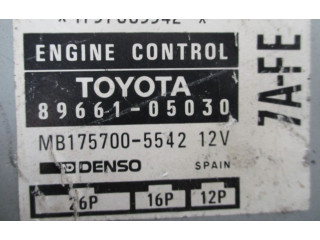 ENGINE CONTROL
TOYOTA
89661-05030
MB175700-5542 12V
DENSO SPAIN
26P 16P 12P
7A-FE